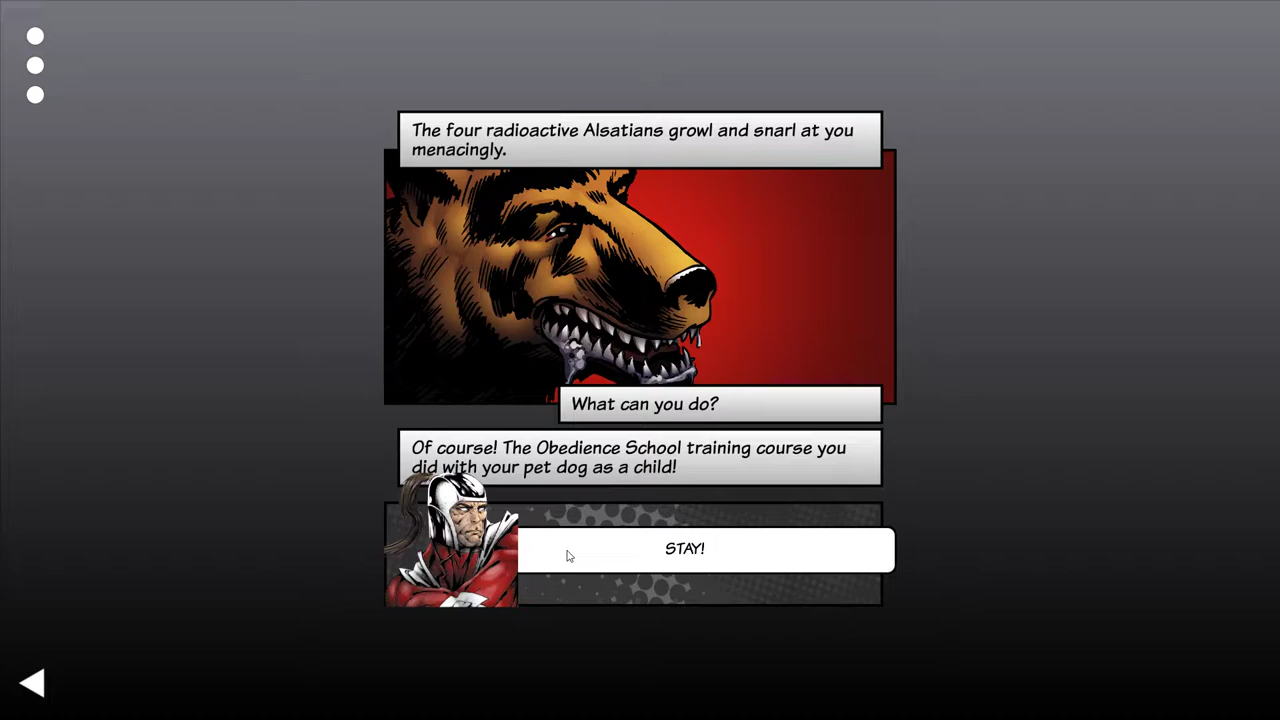 The four radioactive Alsatians growl and snarl at you
menacingly.
What can you do?
Of course! The Obedience School training course you
did with your pet dog as a child!
STAY!